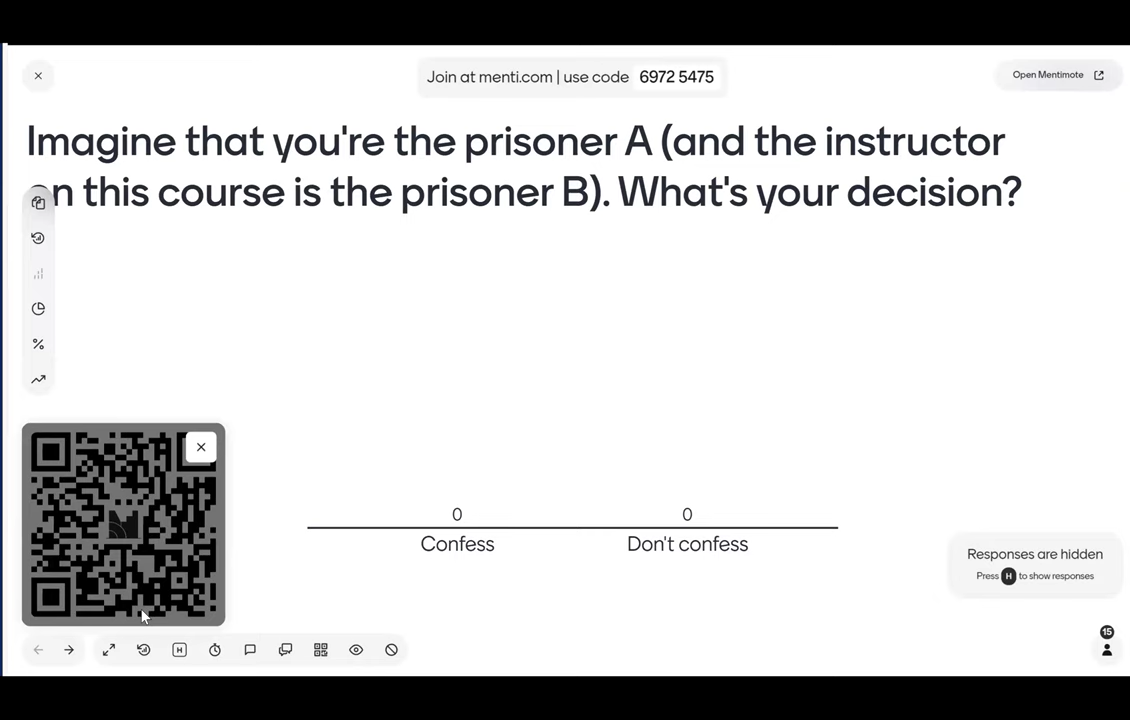 Join at menti.com | use code 6972 5475
Open Mentimote
Imagine that you're the prisoner A (and the instructor
on this course is the prisoner B). What's your decision?
0
0
Confess
Don't confess
Responses are hidden
Press H to show responses
H
15